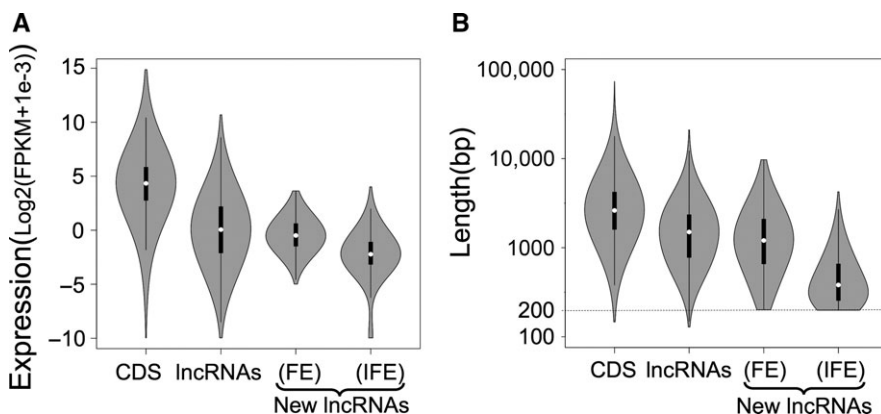 A
Expression(Log2(FPKM+1e-3))
15
10
5
0
−5
−10
CDS
lncRNAs
(FE)
(IFE)
New lncRNAs
B
Length(bp)
100,000
10,000
1000
200
100
CDS
lncRNAs
(FE)
(IFE)
New lncRNAs